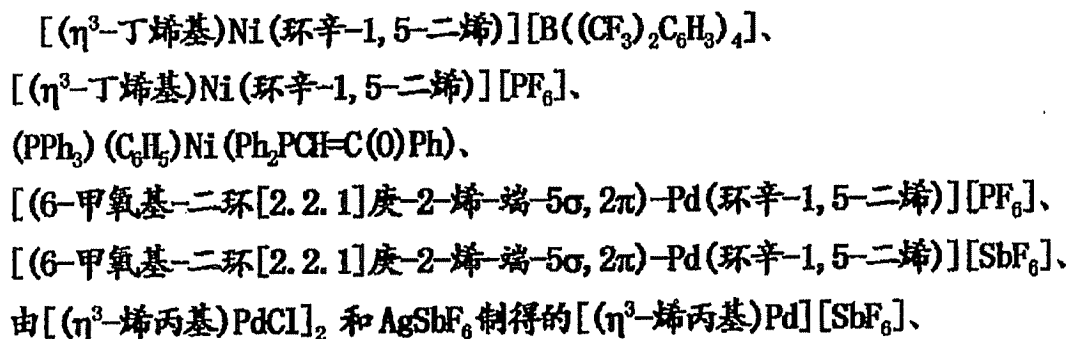 [(η³-丁烯基)Ni(环辛-1,5-二烯)][B((CF₃)₂C₆H₃)₄]、
[(η³-丁烯基)Ni(环辛-1,5-二烯)][PF₆]、
(PPh₃)(C₆H₅)Ni(Ph₂PCH=C(O)Ph)、
[(6-甲氧基-二环[2.2.1]庚-2-烯-端-5σ,2π)-Pd(环辛-1,5-二烯)][PF₆]、
[(6-甲氧基-二环[2.2.1]庚-2-烯-端-5σ,2π)-Pd(环辛-1,5-二烯)][SbF₆]、
由[(η³-烯丙基)PdCl]₂ 和 AgSbF₆制得的[(η³-烯丙基)Pd][SbF₆]、